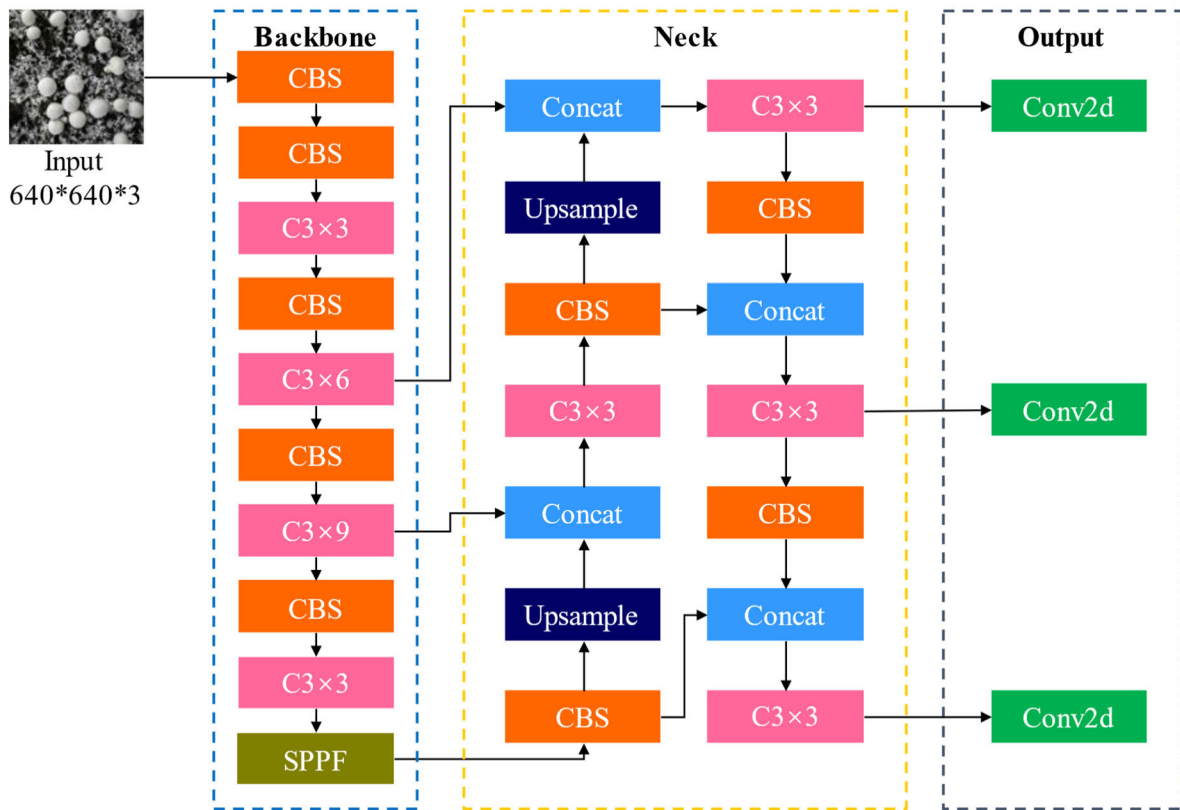 Input
640*640*3
Backbone
CBS
CBS
C3×3
CBS
C3×6
CBS
C3×9
CBS
C3×3
SPPF
Neck
Concat
Upsample
CBS
C3×3
Concat
Upsample
CBS
C3×3
CBS
Concat
C3×3
CBS
Concat
C3×3
Output
Conv2d
Conv2d
Conv2d